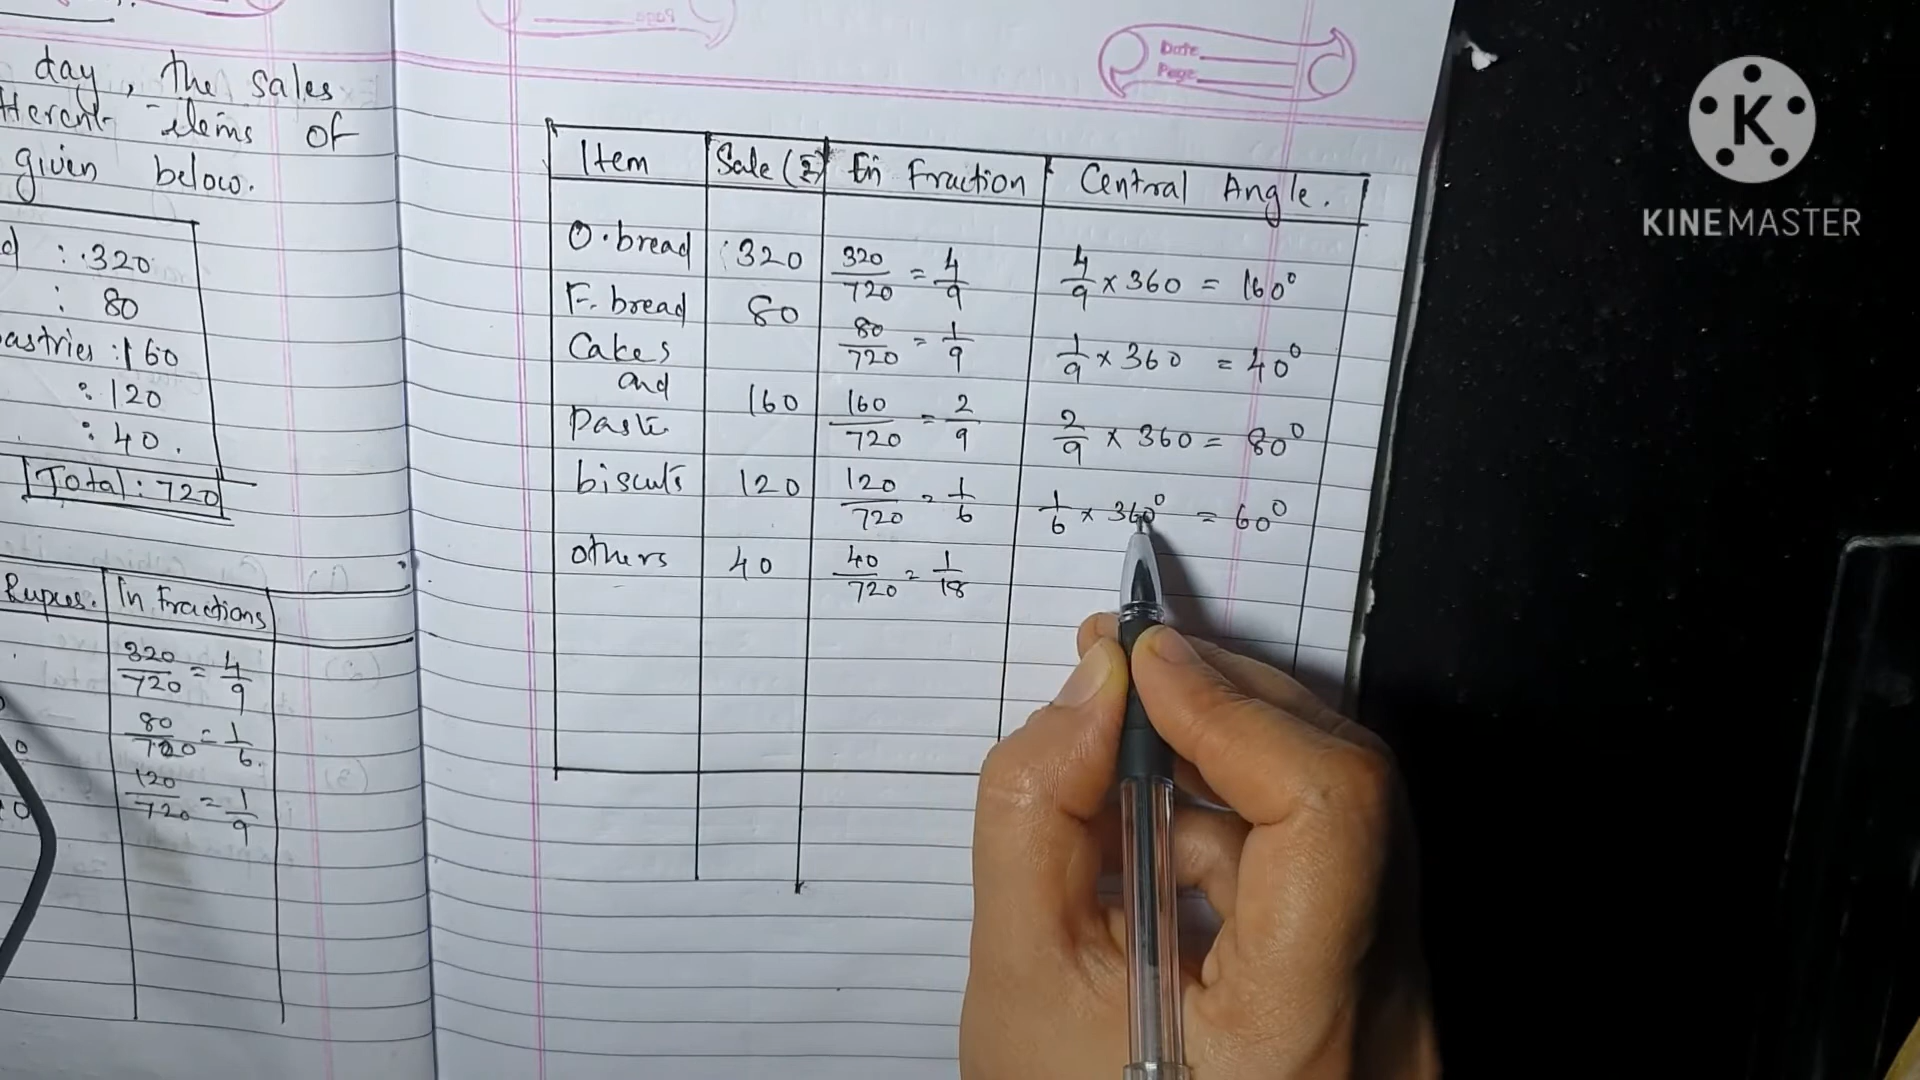 day, the sales
items of
given below.
: 320
: 80
astries : 160
: 120
: 40.
Total: 720
Rupees. In Fractions
320/720 = 4/9
80/720 = 1/6.
120/720 = 1/9
Date
Page
Item Sale (₹) In Fraction Central Angle.
O. bread : 320 320/720 = 4/9 4/9 × 360 = 160°
F. bread 80 80/720 = 1/9 1/9 × 360 = 40°
Cakes
and 160 160/720 = 2/9 2/9 × 360 = 80°
Pasti.
biscuits 120 120/720 = 1/6 1/6 × 360° = 60°
others 40 40/720 = 1/18
K
KINEMASTER